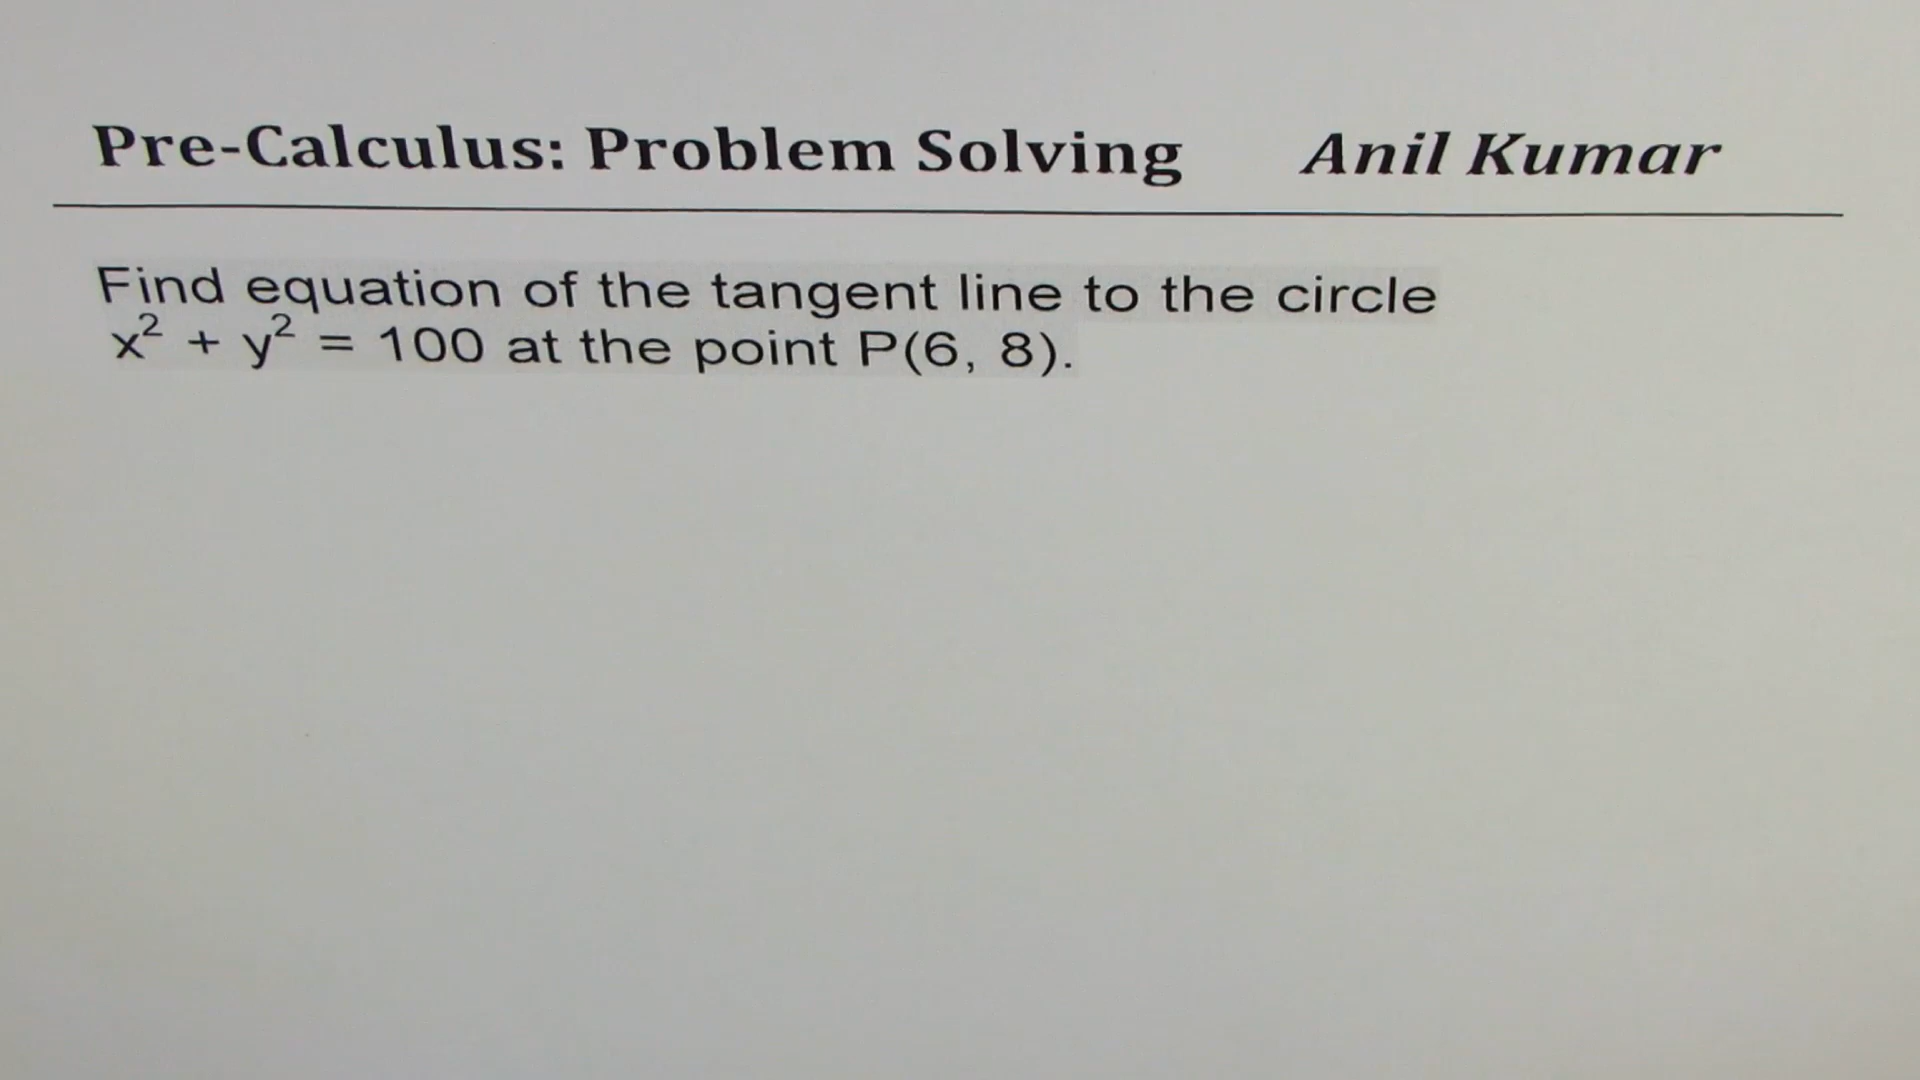 Pre-Calculus: Problem Solving Anil Kumar
Find equation of the tangent line to the circle
x² + y² = 100 at the point P(6, 8).